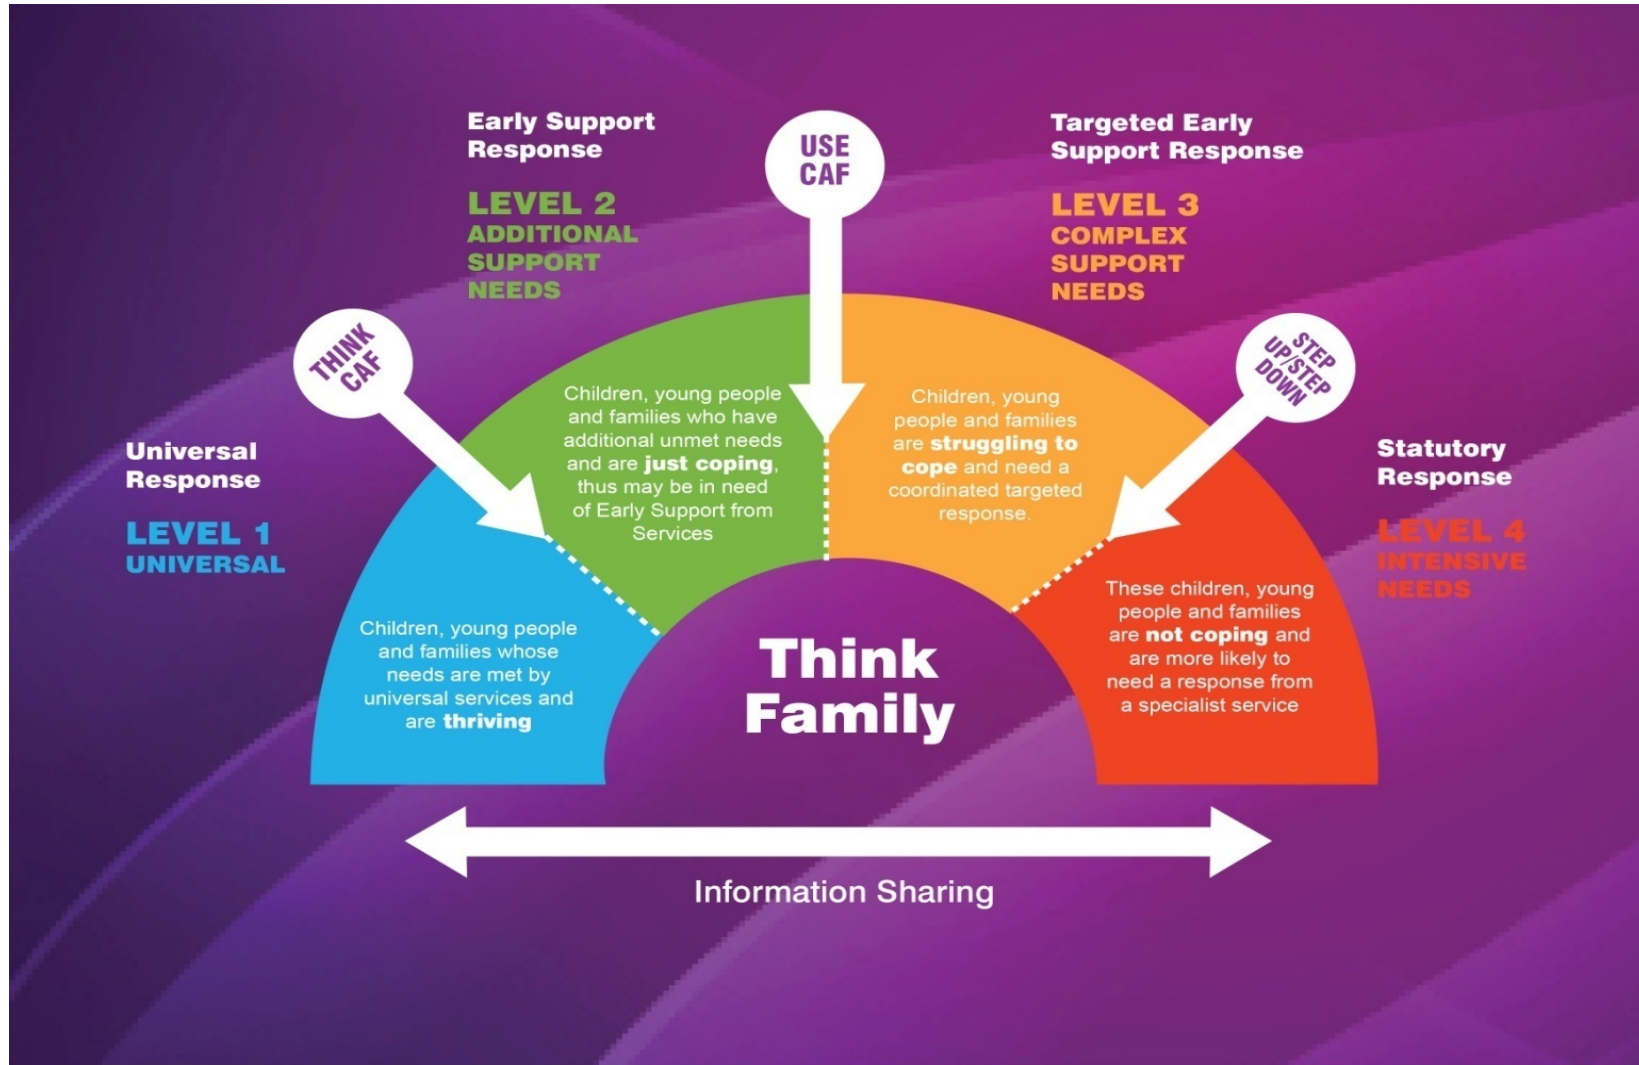 Early Support
Response
LEVEL 2
ADDITIONAL
SUPPORT
NEEDS
USE
CAF
Targeted Early
Support Response
LEVEL 3
COMPLEX
SUPPORT
NEEDS
THINK
CAF
STEP
UP/STEP
DOWN
Universal
Response
LEVEL 1
UNIVERSAL
Children, young people
and families who have
additional unmet needs
and are just coping,
thus may be in need
of Early Support from
Services
Children, young
people and families
are struggling to
cope and need a
coordinated targeted
response.
Statutory
Response
LEVEL 4
INTENSIVE
NEEDS
Children, young people
and families whose
needs are met by
universal services and
are thriving
These children, young
people and families
are not coping and
are more likely to
need a response from
a specialist service
Think
Family
Information Sharing